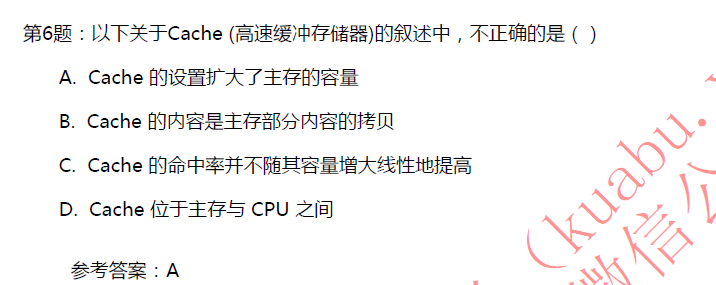 第6题：以下关于Cache (高速缓冲存储器)的叙述中，不正确的是（ ）
A. Cache 的设置扩大了主存的容量
B. Cache 的内容是主存部分内容的拷贝
C. Cache 的命中率并不随其容量增大线性地提高
D. Cache 位于主存与 CPU 之间
参考答案：A
（kuabu.
微信公